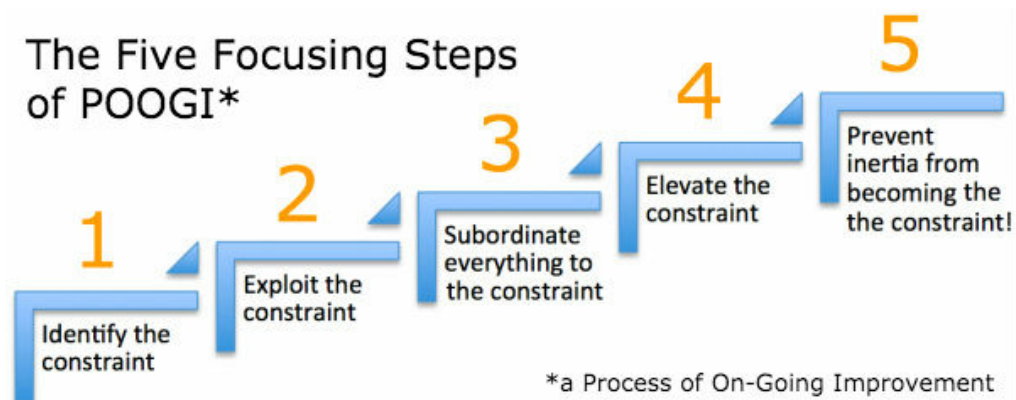 The Five Focusing Steps
of POOGI*
1
Identify the
constraint
2
Exploit the
constraint
3
Subordinate
everything to
the constraint
4
Elevate the
constraint
5
Prevent
inertia from
becoming the
the constraint!
*a Process of On-Going Improvement